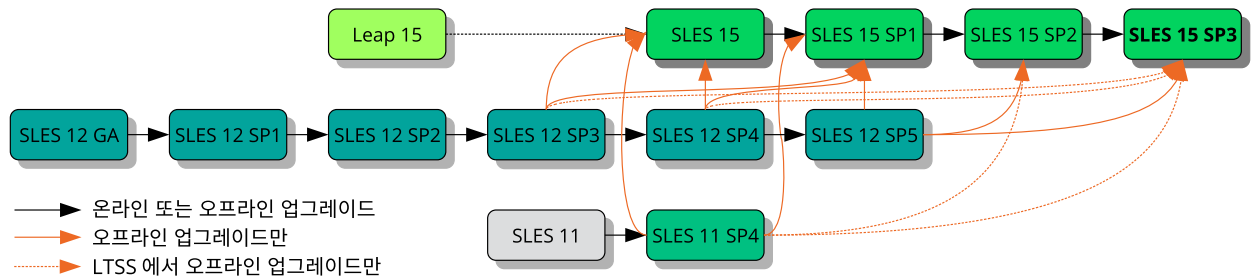 Leap 15
SLES 15
SLES 15 SP1
SLES 15 SP2
SLES 15 SP3
SLES 12 GA
SLES 12 SP1
SLES 12 SP2
SLES 12 SP3
SLES 12 SP4
SLES 12 SP5
SLES 11
SLES 11 SP4
온라인 또는 오프라인 업그레이드
오프라인 업그레이드만
LTSS 에서 오프라인 업그레이드만